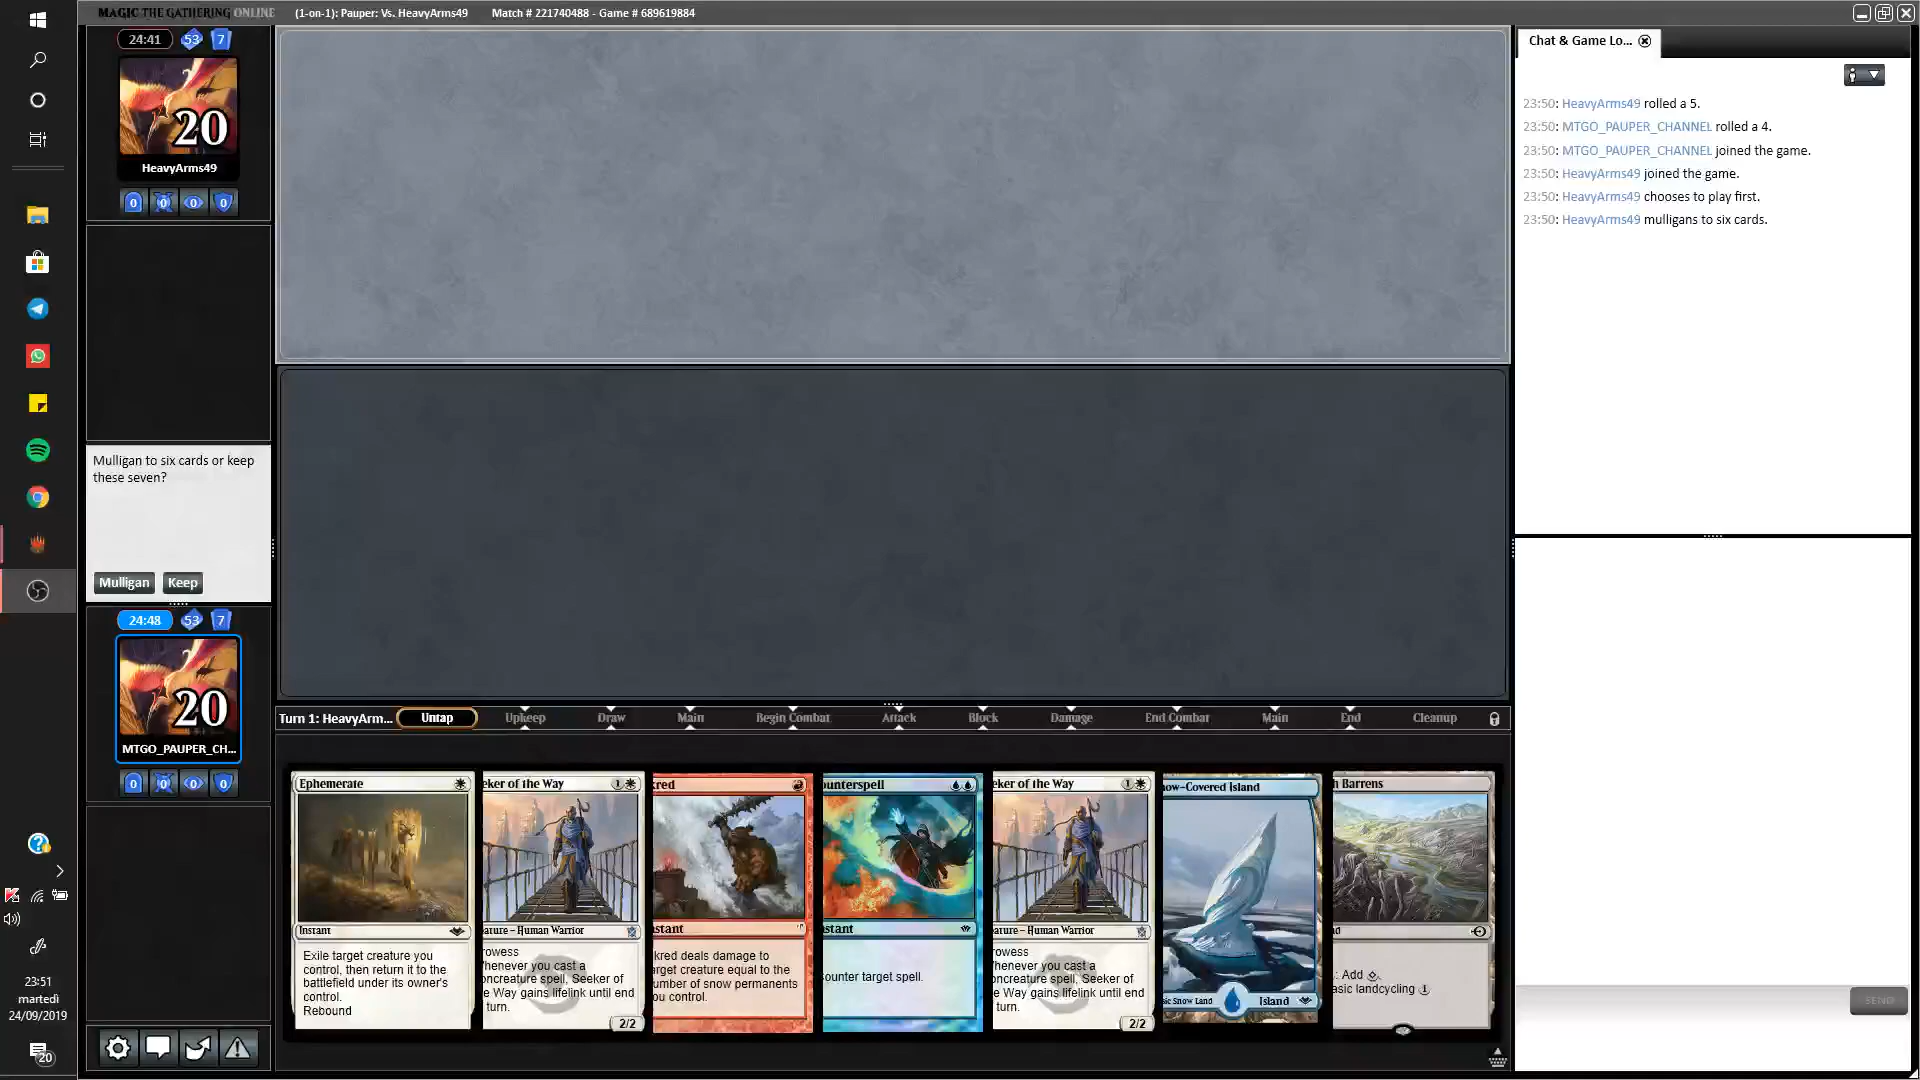 MAGIC THE GATHERING ONLINE (1-on-1): Pauper: Vs. HeavyArms49 Match # 221740488 - Game # 689619884
24:41 53 7
20
HeavyArms49
0 0 0 0
Mulligan to six cards or keep
these seven?
Mulligan Keep
24:48 53 7
20
MTGO_PAUPER_CH...
0 0 0 0
Turn 1: HeavyArm... Untap Upkeep Draw Main Begin Combat Attack Block Damage End Combat Main End Cleanup
Ephemerate
Instant
Exile target creature you
control, then return it to the
battlefield under its owner's
control.
Rebound
eker of the Way 1
ature – Human Warrior
rowess
henever you cast a
oncreature spell, Seeker of
e Way gains lifelink until end
turn.
2/2
kred
stant
kred deals damage to
rget creature equal to the
umber of snow permanents
ou control.
ounterspell
stant
ounter target spell.
eker of the Way 1
ature – Human Warrior
rowess
henever you cast a
oncreature spell, Seeker of
e Way gains lifelink until end
turn.
2/2
ow-Covered Island
sic Snow Land Island
h Barrens
d
: Add
asic landcycling 1
Chat & Game Lo...
23:50: HeavyArms49 rolled a 5.
23:50: MTGO_PAUPER_CHANNEL rolled a 4.
23:50: MTGO_PAUPER_CHANNEL joined the game.
23:50: HeavyArms49 joined the game.
23:50: HeavyArms49 chooses to play first.
23:50: HeavyArms49 mulligans to six cards.
SEND
23:51
martedì
24/09/2019
20